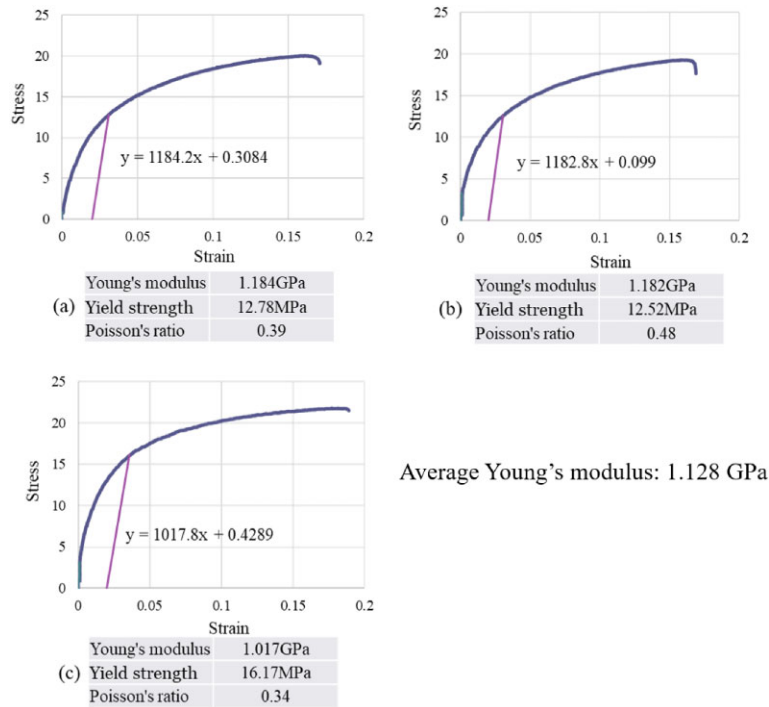 25
20
15
10
5
0
Stress
y = 1184.2x + 0.3084
0 0.05 0.1 0.15 0.2
Strain
Young's modulus 1.184GPa
(a) Yield strength 12.78MPa
Poisson's ratio 0.39
25
20
15
10
5
0
Stress
y = 1182.8x + 0.099
0 0.05 0.1 0.15 0.2
Strain
Young's modulus 1.182GPa
(b) Yield strength 12.52MPa
Poisson's ratio 0.48
25
20
15
10
5
0
Stress
y = 1017.8x + 0.4289
0 0.05 0.1 0.15 0.2
Strain
Young's modulus 1.017GPa
(c) Yield strength 16.17MPa
Poisson's ratio 0.34
Average Young’s modulus: 1.128 GPa